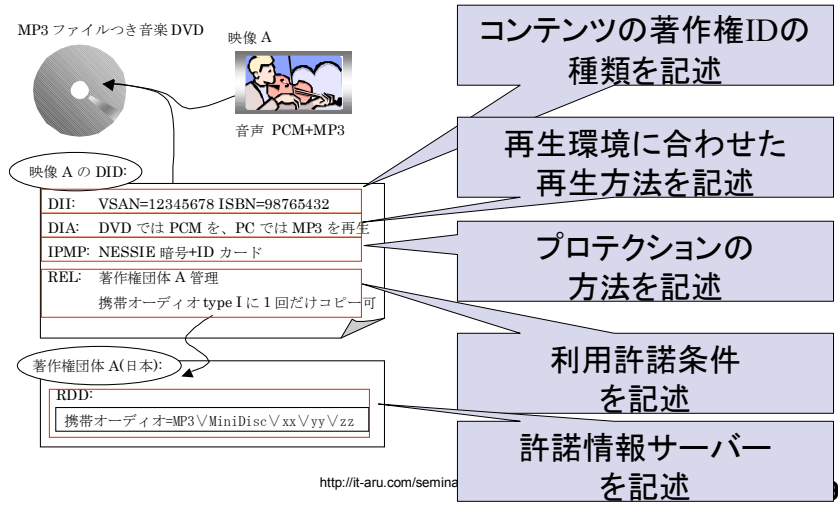 MP3 ファイルつき音楽 DVD
映像 A
音声 PCM+MP3
コンテンツの著作権IDの
種類を記述
再生環境に合わせた
再生方法を記述
映像 A の DID:
DII: VSAN=12345678 ISBN=98765432
DIA: DVD では PCM を、PC では MP3 を再生
IPMP: NESSIE 暗号+ID カード
REL: 著作権団体 A 管理
携帯オーディオ type I に 1 回だけコピー可
プロテクションの
方法を記述
利用許諾条件
を記述
著作権団体 A(日本):
RDD:
携帯オーディオ=MP3∨MiniDisc∨xx∨yy∨zz
許諾情報サーバー
を記述
http://it-aru.com/semina